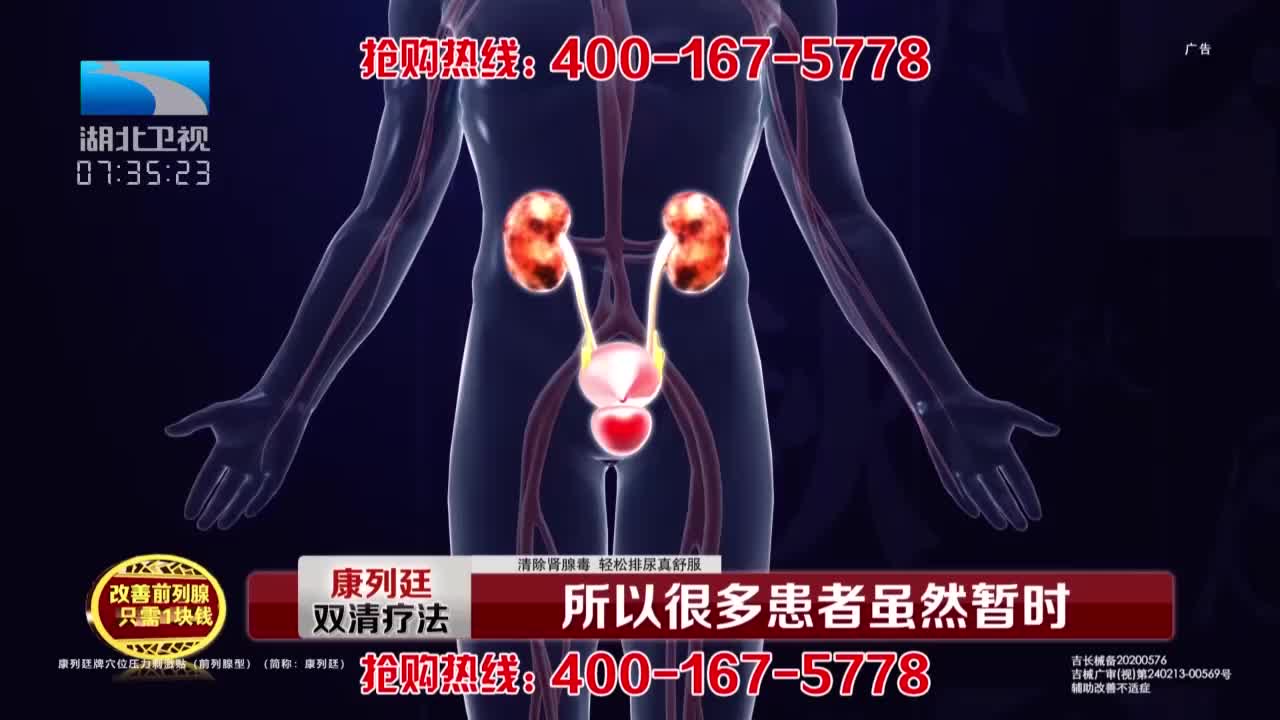 抢购热线：400-167-5778
广告
湖北卫视
07:35:23
清除肾腺毒 轻松排尿真舒服
康列廷
双清疗法
所以很多患者虽然暂时
改善前列腺
只需1块钱
康列廷牌穴位压力刺激贴（前列腺型）（简称：康列廷）
抢购热线：400-167-5778
吉长械备20200576
吉械广审(视)第240213-00569号
辅助改善不适症